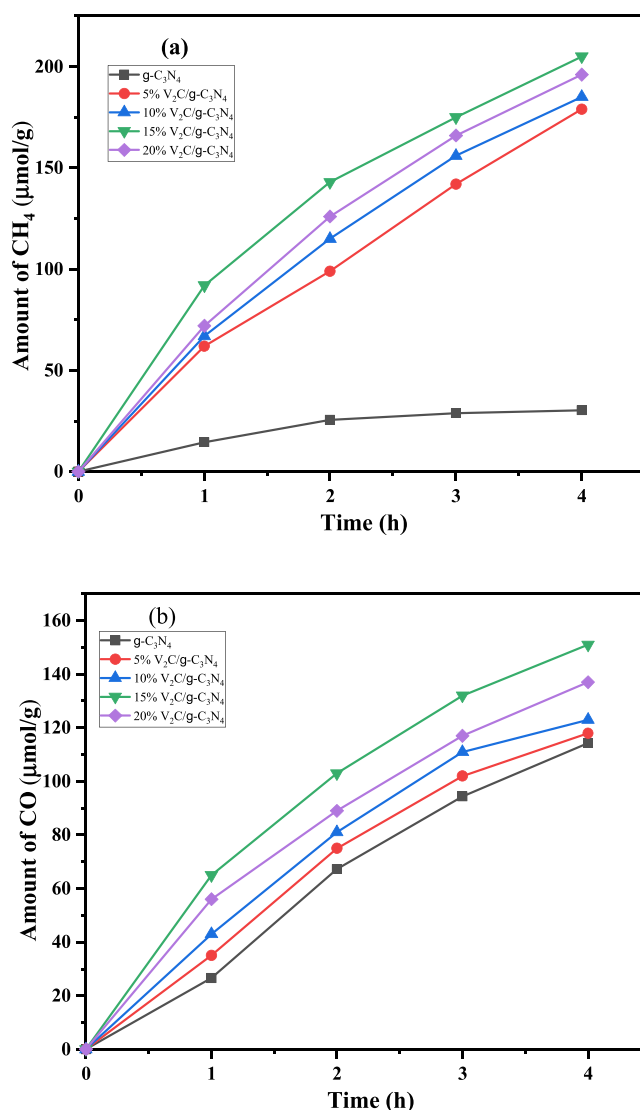 (a)
g-C₃N₄
5% V₂C/g-C₃N₄
10% V₂C/g-C₃N₄
15% V₂C/g-C₃N₄
20% V₂C/g-C₃N₄
Amount of CH₄ (μmol/g)
200
150
100
50
0
0 1 2 3 4
Time (h)
(b)
g-C₃N₄
5% V₂C/g-C₃N₄
10% V₂C/g-C₃N₄
15% V₂C/g-C₃N₄
20% V₂C/g-C₃N₄
Amount of CO (μmol/g)
160
140
120
100
80
60
40
20
0
0 1 2 3 4
Time (h)